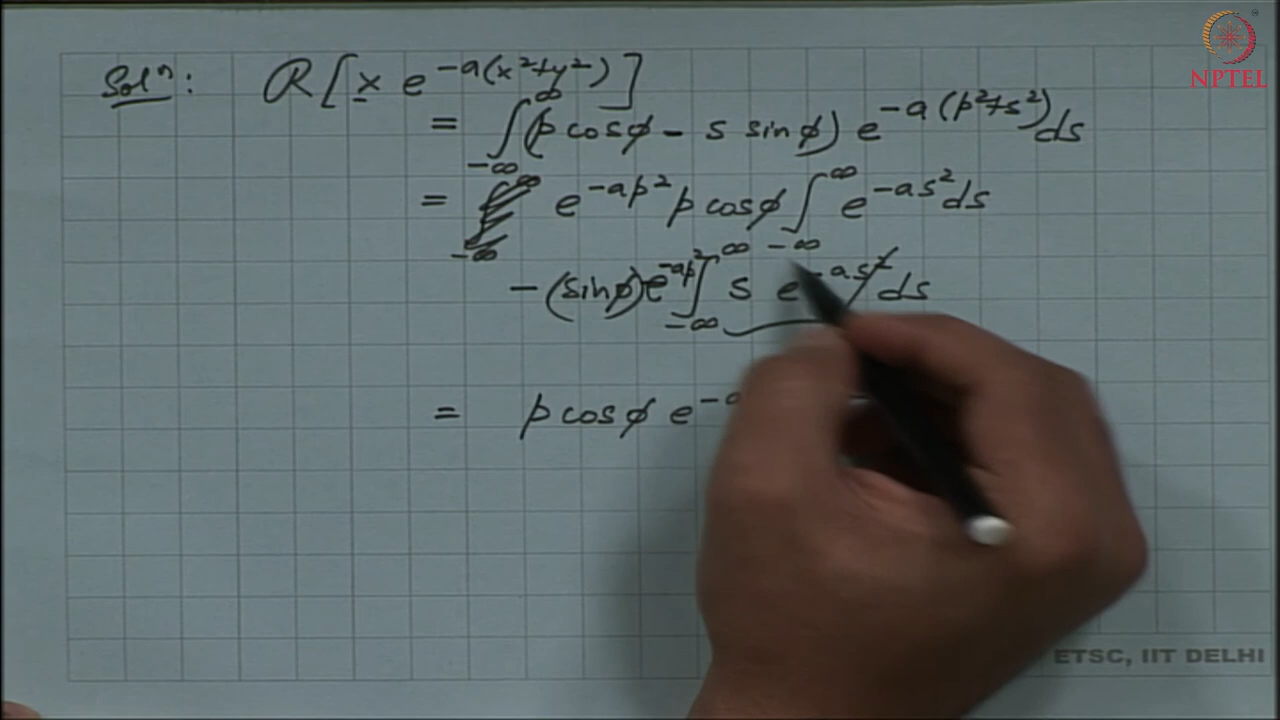 NPTEL
Solⁿ: R[x e^{-a(x²+y²)}]
= ∫_{-∞}^{∞} (p cosϕ - s sinϕ) e^{-a(p²+s²)} ds
= e^{-ap²} p cosϕ ∫_{-∞}^{∞} e^{-as²} ds
- (sinϕ) e^{-ap²} ∫_{-∞}^{∞} s e^{-as²} ds
= p cosϕ e^{-a
ETSC, IIT DELHI